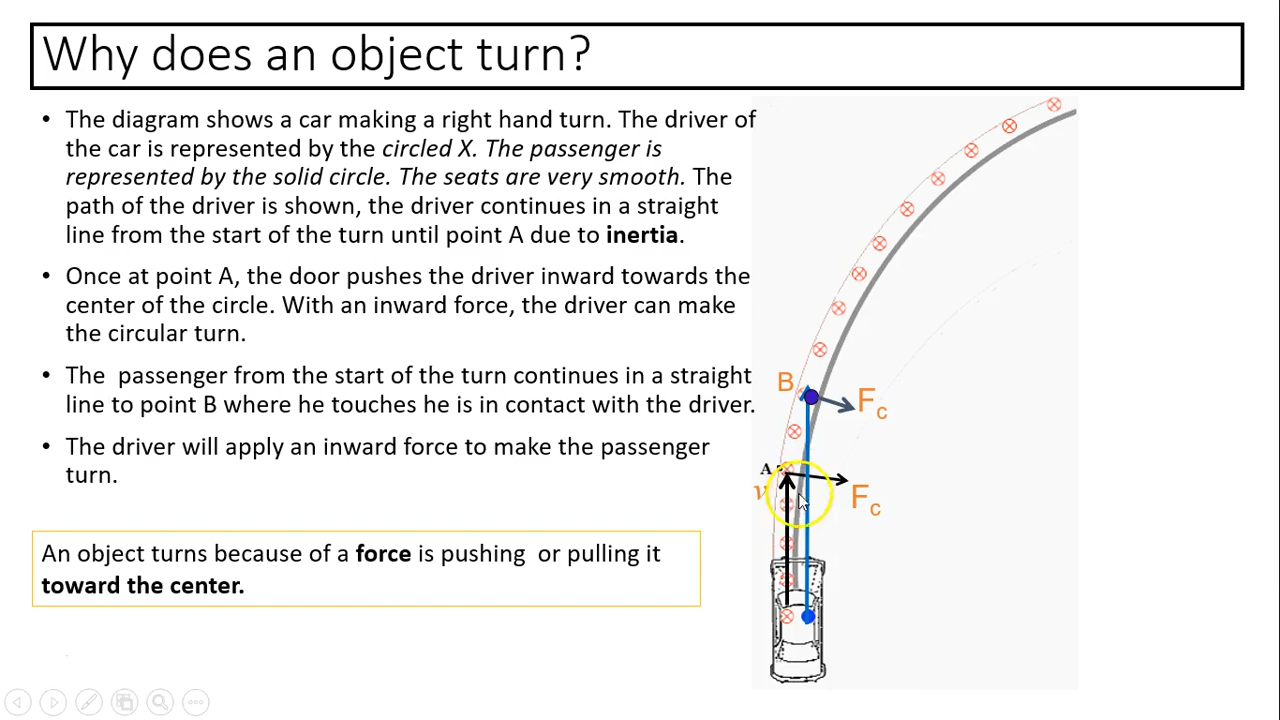 Why does an object turn?
• The diagram shows a car making a right hand turn. The driver of
the car is represented by the circled X. The passenger is
represented by the solid circle. The seats are very smooth. The
path of the driver is shown, the driver continues in a straight
line from the start of the turn until point A due to inertia.
• Once at point A, the door pushes the driver inward towards the
center of the circle. With an inward force, the driver can make
the circular turn.
• The  passenger from the start of the turn continues in a straight
line to point B where he touches he is in contact with the driver.
• The driver will apply an inward force to make the passenger
turn.
An object turns because of a force is pushing  or pulling it
toward the center.
B
Fc
A
v
Fc